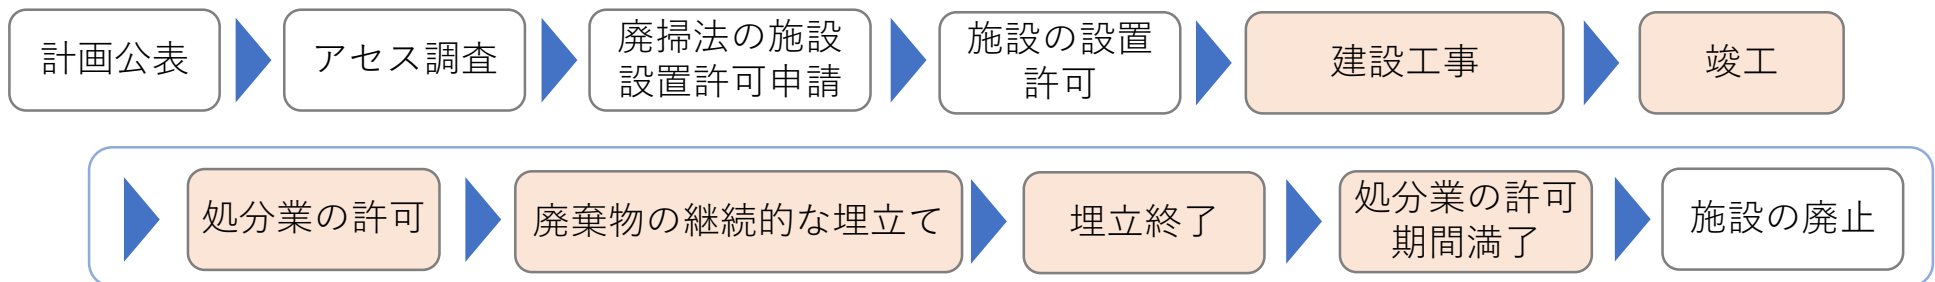 計画公表
アセス調査
廃掃法の施設
設置許可申請
施設の設置
許可
建設工事
竣工
処分業の許可
廃棄物の継続的な埋立て
埋立終了
処分業の許可
期間満了
施設の廃止